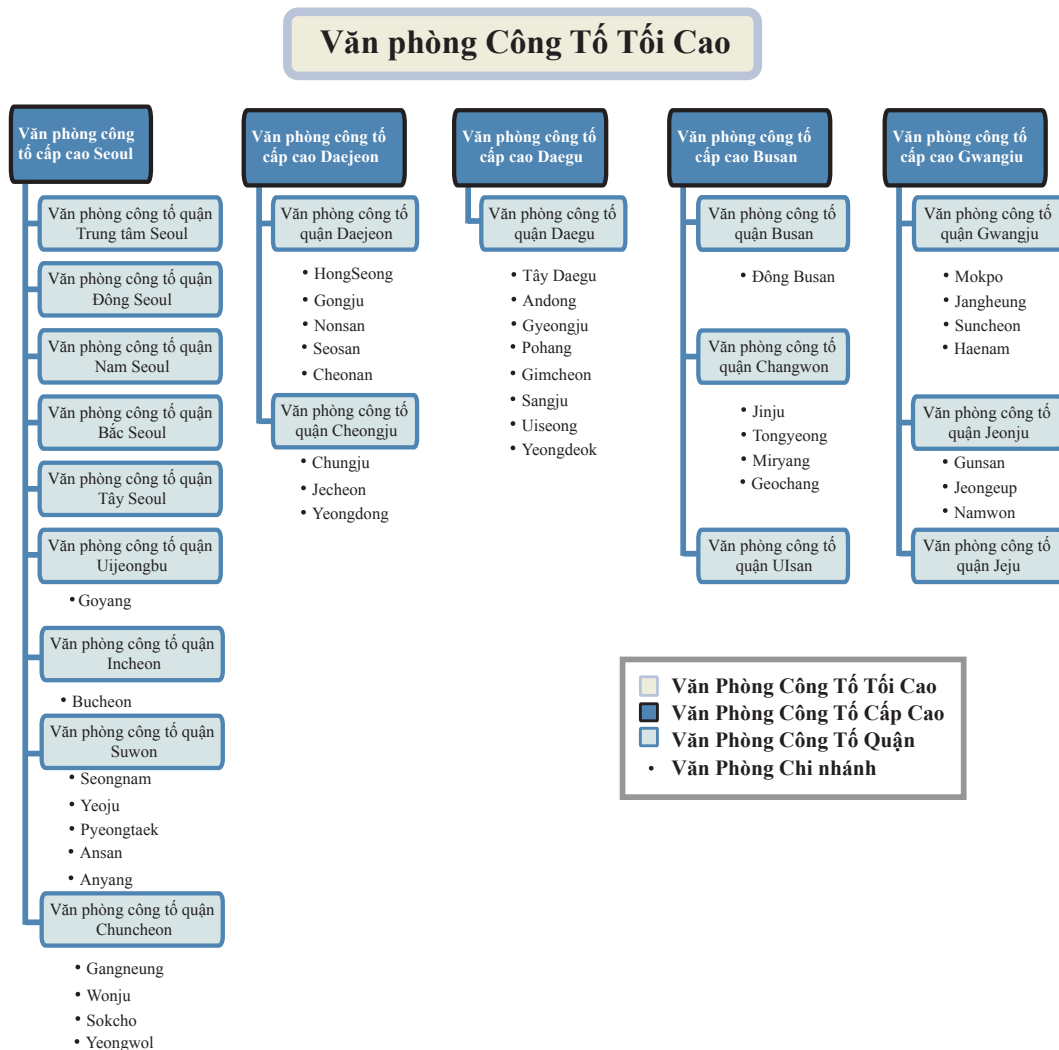 Văn phòng Công Tố Tối Cao
Văn phòng công
tố cấp cao Seoul
Văn phòng công tố quận
Trung tâm Seoul
Văn phòng công tố quận
Đông Seoul
Văn phòng công tố quận
Nam Seoul
Văn phòng công tố quận
Bắc Seoul
Văn phòng công tố quận
Tây Seoul
Văn phòng công tố quận
Uijeongbu
• Goyang
Văn phòng công tố quận
Incheon
• Bucheon
Văn phòng công tố quận
Suwon
• Seongnam
• Yeoju
• Pyeongtaek
• Ansan
• Anyang
Văn phòng công tố quận
Chuncheon
• Gangneung
• Wonju
• Sokcho
• Yeongwol
Văn phòng công tố
cấp cao Daejeon
Văn phòng công tố
quận Daejeon
• HongSeong
• Gongju
• Nonsan
• Seosan
• Cheonan
Văn phòng công tố
quận Cheongju
• Chungju
• Jecheon
• Yeongdong
Văn phòng công tố
cấp cao Daegu
Văn phòng công tố
quận Daegu
• Tây Daegu
• Andong
• Gyeongju
• Pohang
• Gimcheon
• Sangju
• Uiseong
• Yeongdeok
Văn phòng công tố
cấp cao Busan
Văn phòng công tố
quận Busan
• Đông Busan
Văn phòng công tố
quận Changwon
• Jinju
• Tongyeong
• Miryang
• Geochang
Văn phòng công tố
quận UIsan
Văn phòng công tố
cấp cao Gwangiu
Văn phòng công tố
quận Gwangju
• Mokpo
• Jangheung
• Suncheon
• Haenam
Văn phòng công tố
quận Jeonju
• Gunsan
• Jeongeup
• Namwon
Văn phòng công tố
quận Jeju
Văn Phòng Công Tố Tối Cao
Văn Phòng Công Tố Cấp Cao
Văn Phòng Công Tố Quận
• Văn Phòng Chi nhánh